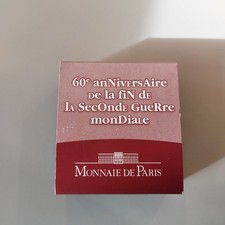 60e anNiversAire
De la fiN dE
lA SecOndE GueRre
monDiaLe
MONNAIE DE PARIS